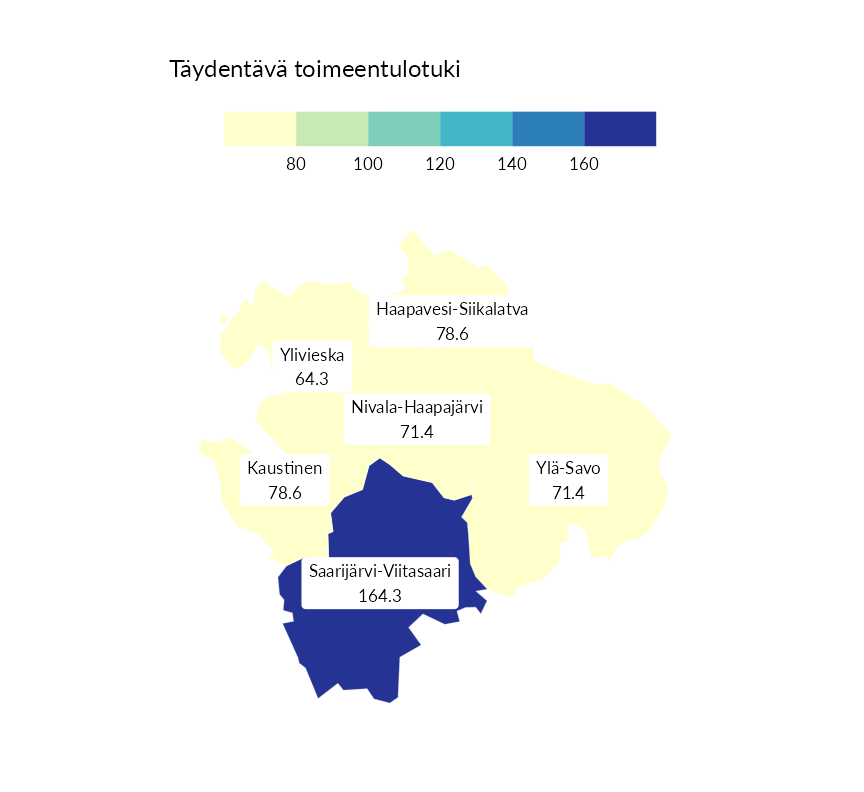 Täydentävä toimeentulotuki
80 100 120 140 160
Haapavesi-Siikalatva
78.6
Ylivieska
64.3
Nivala-Haapajärvi
71.4
Kaustinen
78.6
Ylä-Savo
71.4
Saarijärvi-Viitasaari
164.3